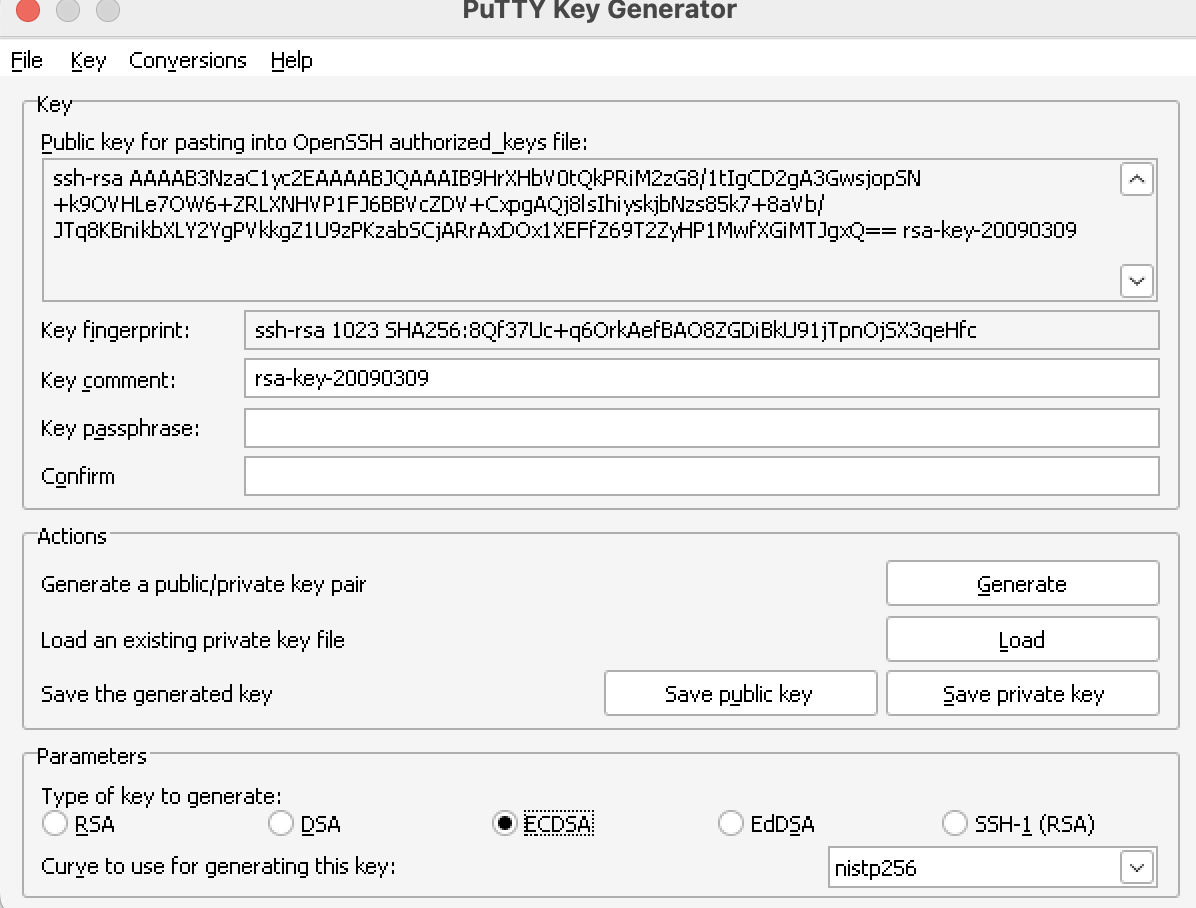 PuTTY Key Generator
File Key Conversions Help
Key
Public key for pasting into OpenSSH authorized_keys file:
ssh-rsa AAAAB3NzaC1yc2EAAAABJQAAAIB9HrXHbV0tQkPRiM2zG8/1tIgCD2gA3GwsjopSN
+k9OVHLe7OW6+ZRLXNHVP1FJ6BBVcZDV+CxpgAQj8lsIhiyskjbNzs85k7+8aVb/
JTq8KBnikbXLY2YgPVkkgZ1U9zPKzabSCjARrAxDOx1XEFfZ69T2ZyHP1MwfXGiMTJgxQ== rsa-key-20090309
Key fingerprint: ssh-rsa 1023 SHA256:8Qf37Uc+q6OrkAefBAO8ZGDiBkU91jTpnOjSX3qeHfc
Key comment: rsa-key-20090309
Key passphrase:
Confirm
Actions
Generate a public/private key pair Generate
Load an existing private key file Load
Save the generated key Save public key Save private key
Parameters
Type of key to generate:
RSA DSA ECDSA EdDSA SSH-1 (RSA)
Curve to use for generating this key: nistp256